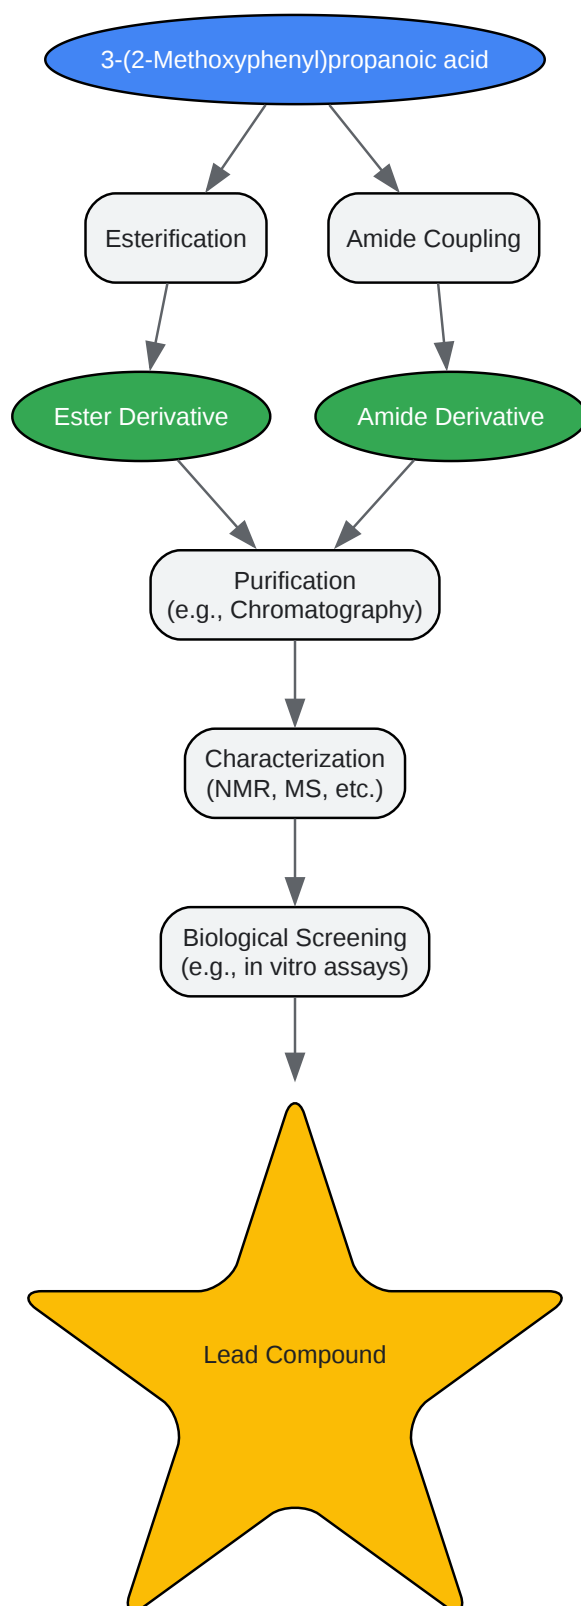 3-(2-Methoxyphenyl)propanoic acid
Esterification
Amide Coupling
Ester Derivative
Amide Derivative
Purification
(e.g., Chromatography)
Characterization
(NMR, MS, etc.)
Biological Screening
(e.g., in vitro assays)
Lead Compound